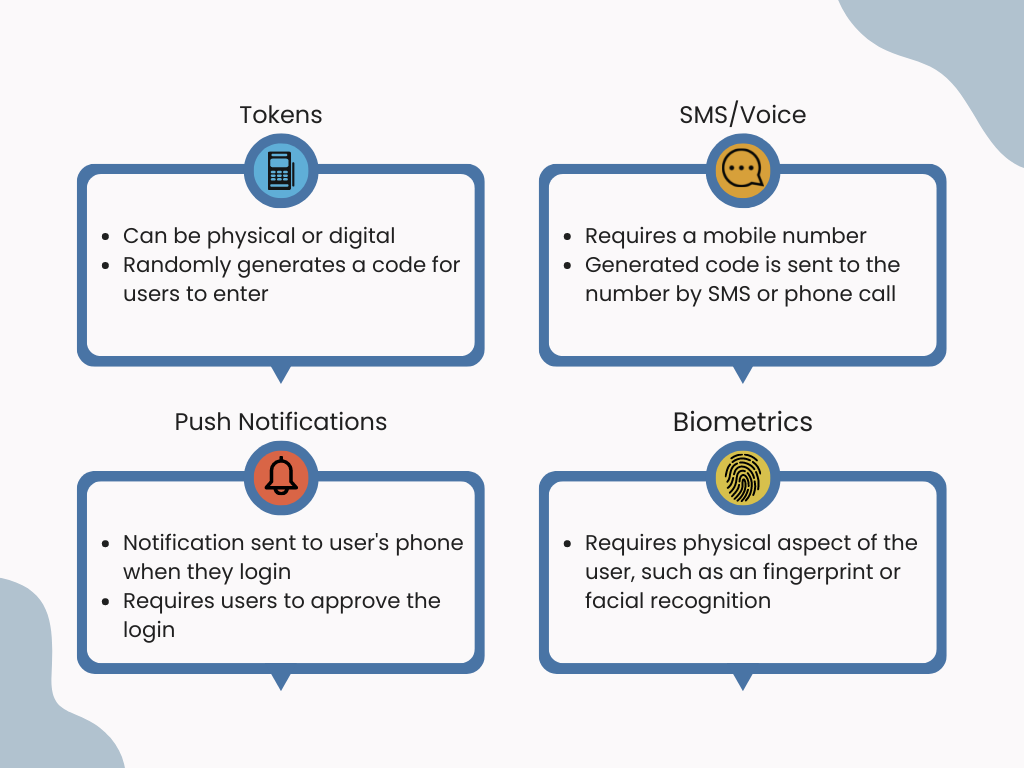 Tokens
• Can be physical or digital
• Randomly generates a code for
users to enter
SMS/Voice
• Requires a mobile number
• Generated code is sent to the
number by SMS or phone call
Push Notifications
• Notification sent to user's phone
when they login
• Requires users to approve the
login
Biometrics
• Requires physical aspect of the
user, such as an fingerprint or
facial recognition